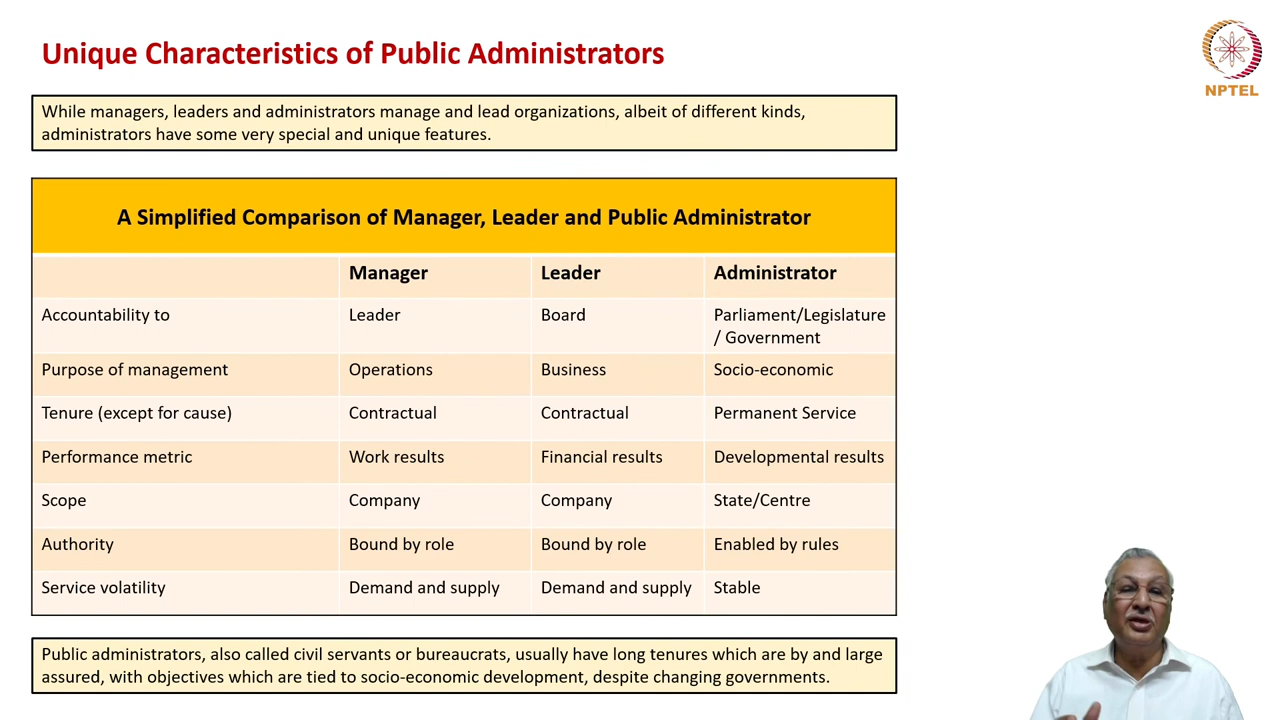 Unique Characteristics of Public Administrators
NPTEL
While managers, leaders and administrators manage and lead organizations, albeit of different kinds,
administrators have some very special and unique features.
A Simplified Comparison of Manager, Leader and Public Administrator
Manager Leader Administrator
Accountability to Leader Board Parliament/Legislature
/ Government
Purpose of management Operations Business Socio-economic
Tenure (except for cause) Contractual Contractual Permanent Service
Performance metric Work results Financial results Developmental results
Scope Company Company State/Centre
Authority Bound by role Bound by role Enabled by rules
Service volatility Demand and supply Demand and supply Stable
Public administrators, also called civil servants or bureaucrats, usually have long tenures which are by and large
assured, with objectives which are tied to socio-economic development, despite changing governments.